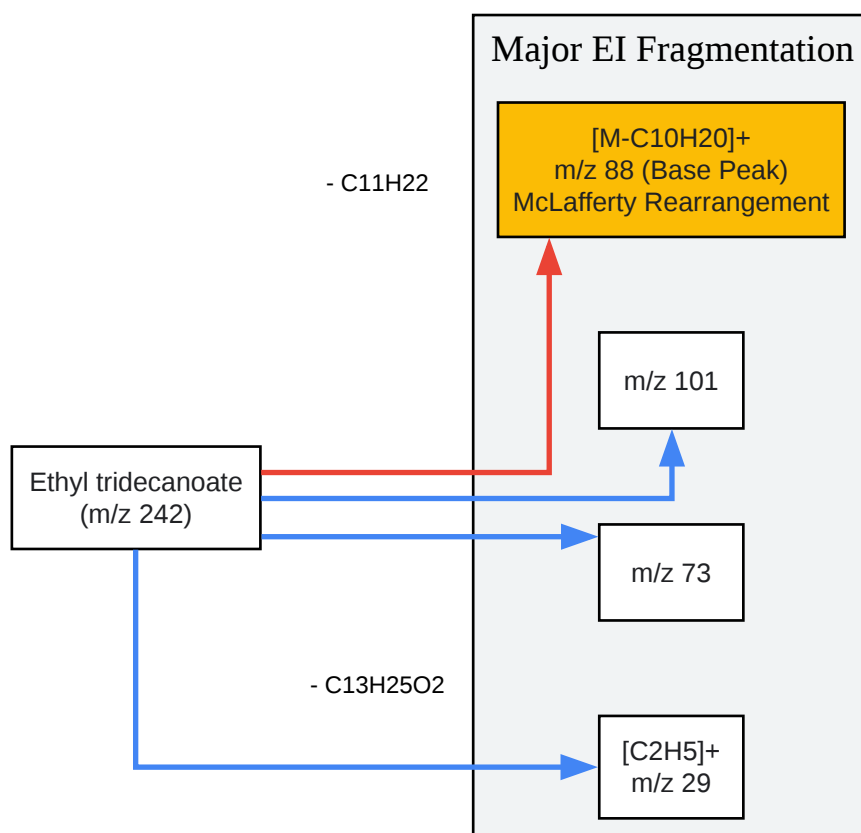 Major EI Fragmentation
[M-C10H20]+
m/z 88 (Base Peak)
McLafferty Rearrangement
- C11H22
m/z 101
Ethyl tridecanoate
(m/z 242)
m/z 73
- C13H25O2
[C2H5]+
m/z 29